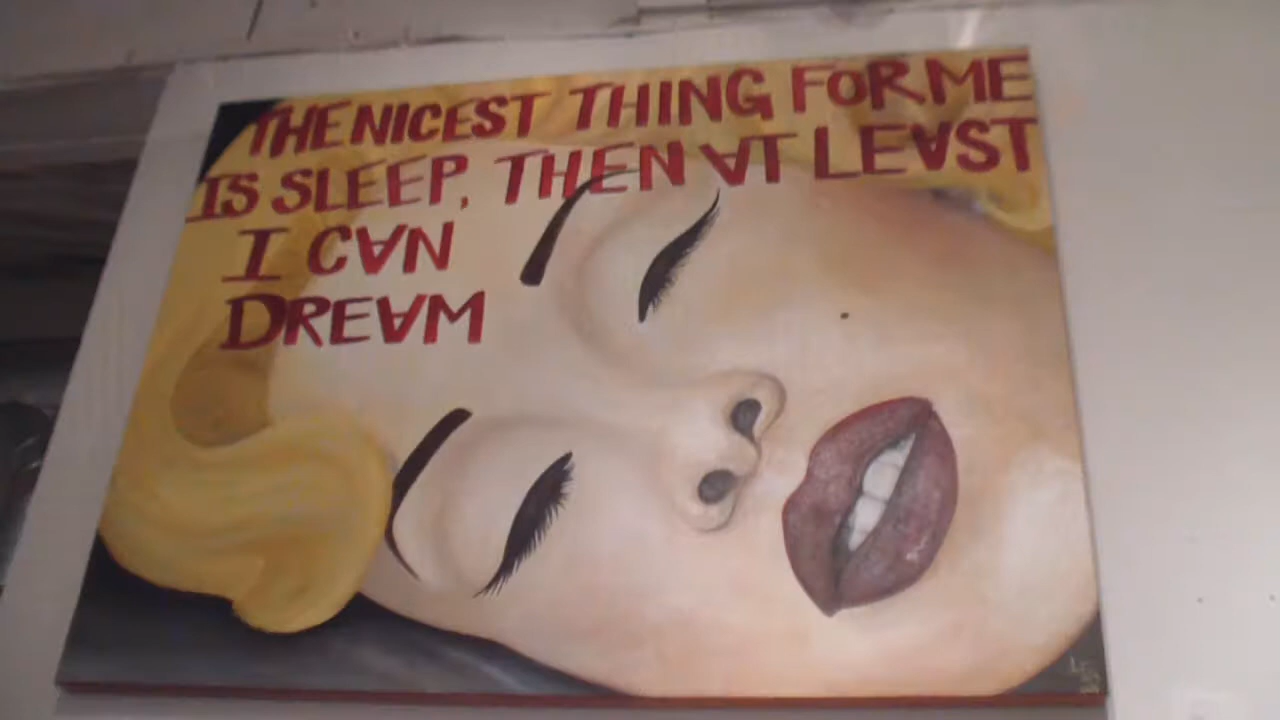 THE NICEST THING FOR ME
IS SLEEP, THEN AT LEAST
I CAN
DREAM